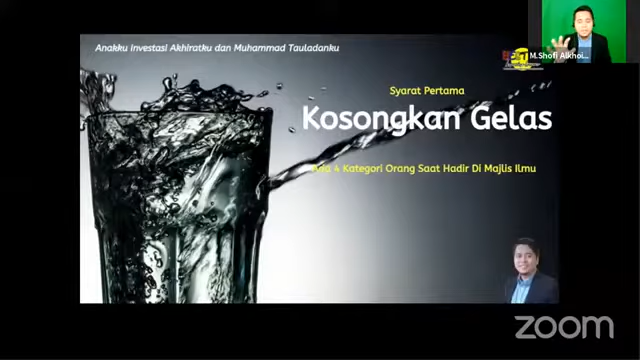 Anakku Investasi Akhiratku dan Muhammad Tauladanku
M.Shofi Alkhoi...
Syarat Pertama
Kosongkan Gelas
Ada 4 Kategori Orang Saat Hadir Di Majlis Ilmu
zoom